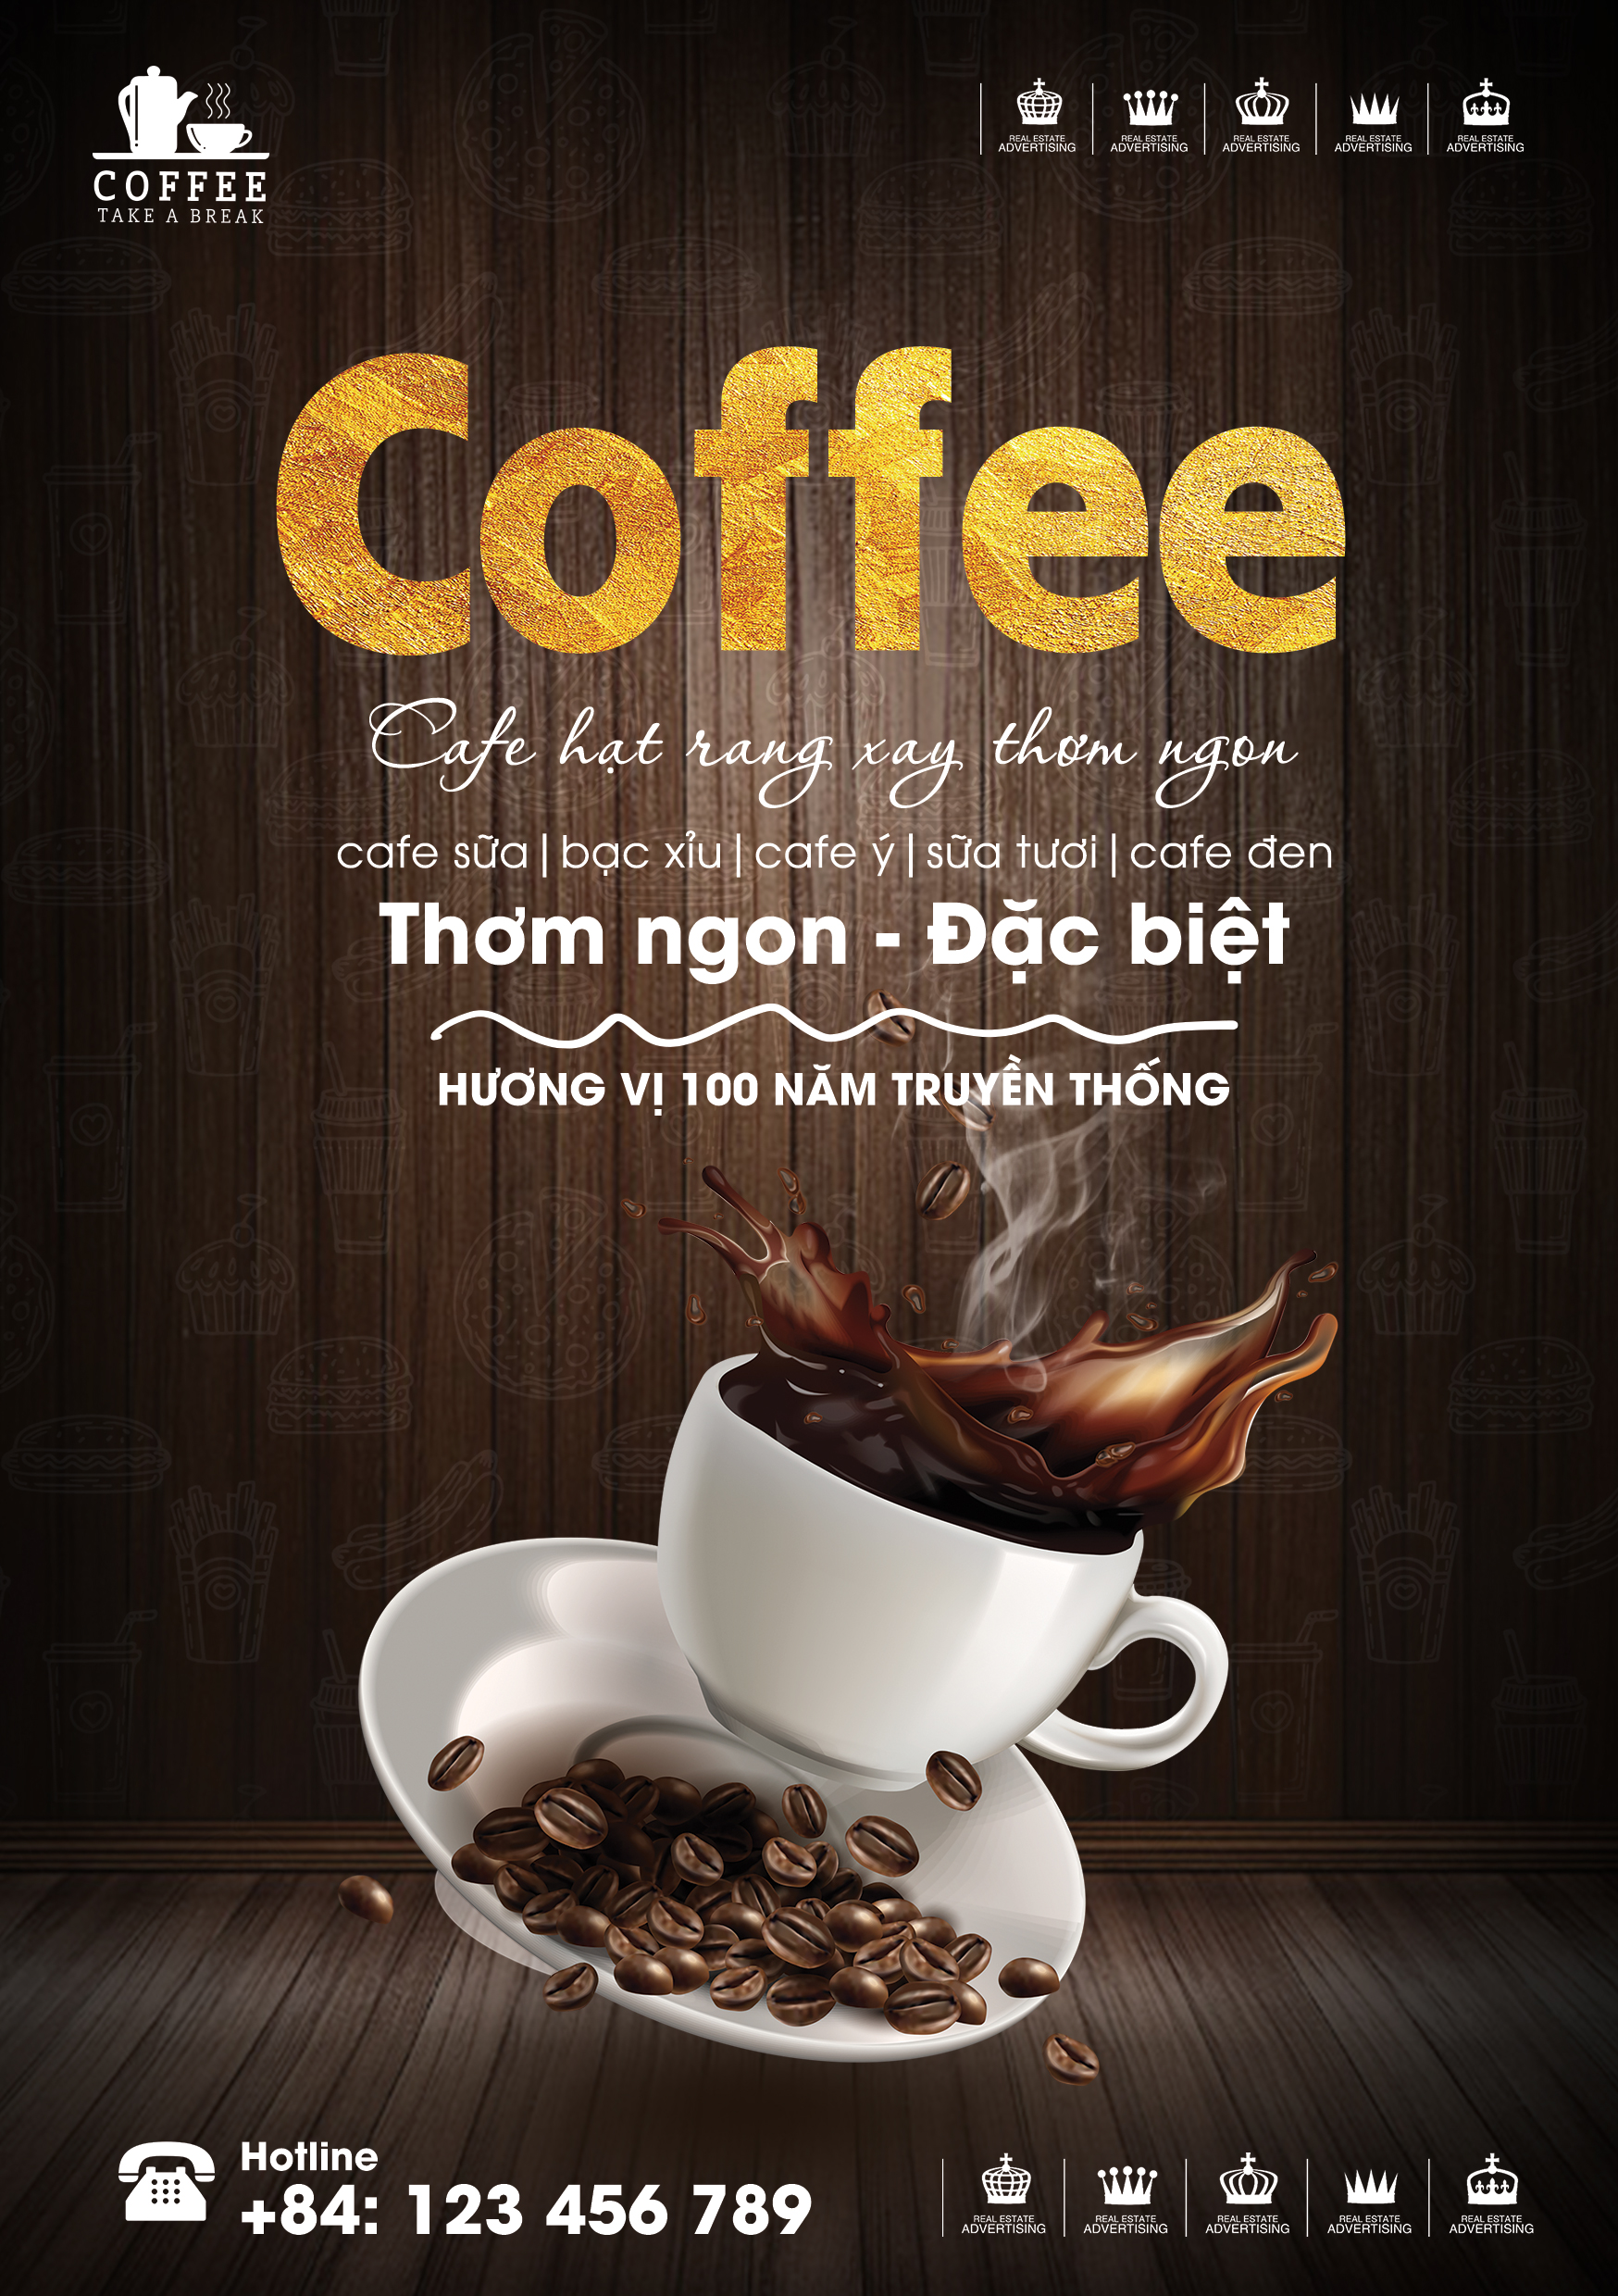 COFFEE
TAKE A BREAK
REAL ESTATE
ADVERTISING
REAL ESTATE
ADVERTISING
REAL ESTATE
ADVERTISING
REAL ESTATE
ADVERTISING
REAL ESTATE
ADVERTISING
Coffee
Cafe hạt rang xay thơm ngon
cafe sữa|bạc xỉu|cafe ý|sữa tươi|cafe đen
Thơm ngon - Đặc biệt
HƯƠNG VỊ 100 NĂM TRUYỀN THỐNG
Hotline
+84: 123 456 789
REAL ESTATE
ADVERTISING
REAL ESTATE
ADVERTISING
REAL ESTATE
ADVERTISING
REAL ESTATE
ADVERTISING
REAL ESTATE
ADVERTISING